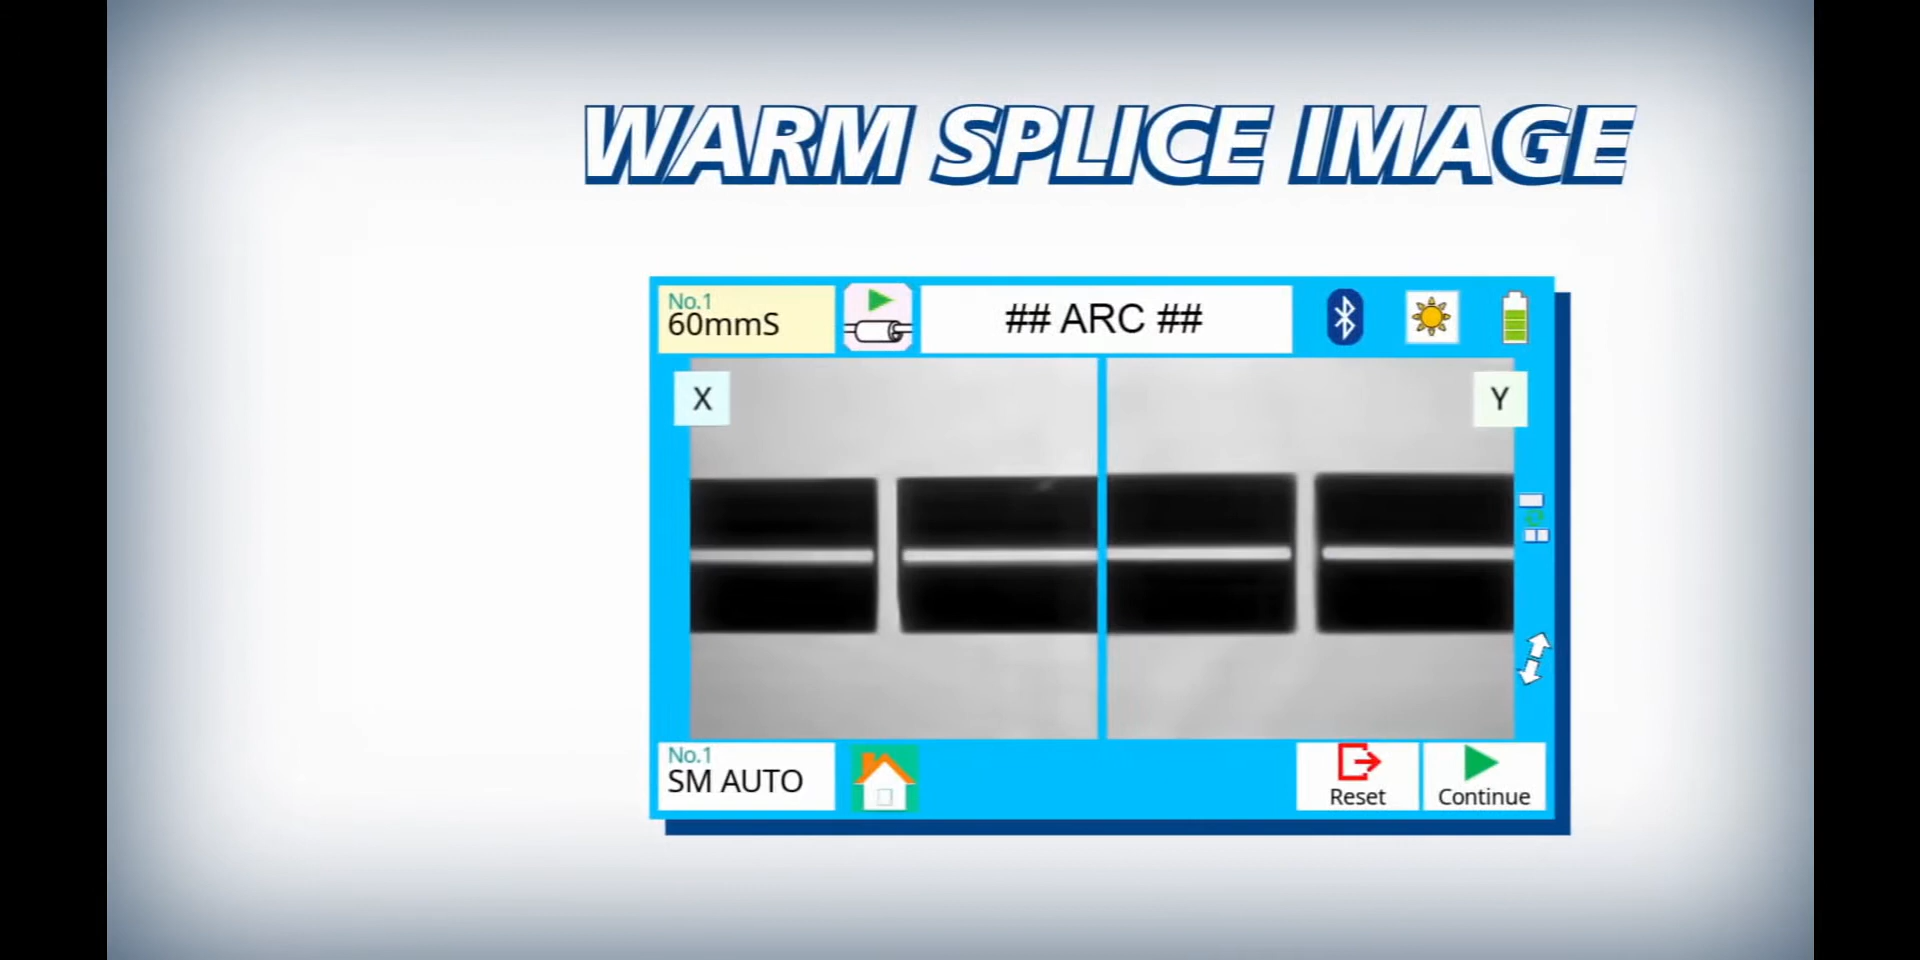 WARM SPLICE IMAGE
No.1
60mmS
## ARC ##
X
Y
No.1
SM AUTO
Reset
Continue